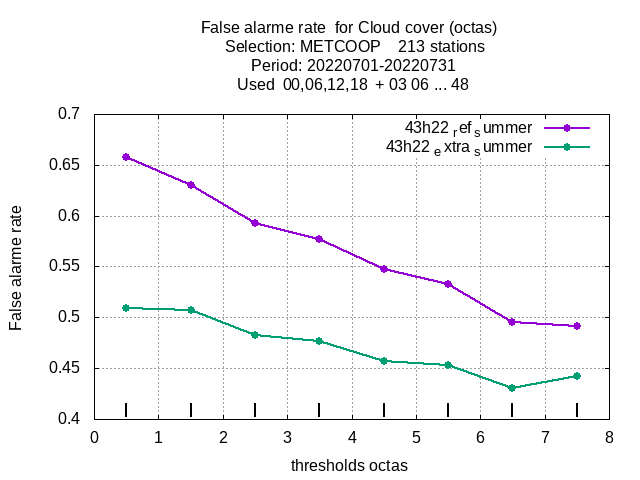 False alarme rate for Cloud cover (octas)
Selection: METCOOP 213 stations
Period: 20220701-20220731
Used 00,06,12,18 + 03 06 ... 48
43h22 ref summer
43h22 extra summer
0.7
0.65
0.6
0.55
0.5
0.45
0.4
False alarme rate
0 1 2 3 4 5 6 7 8
thresholds octas